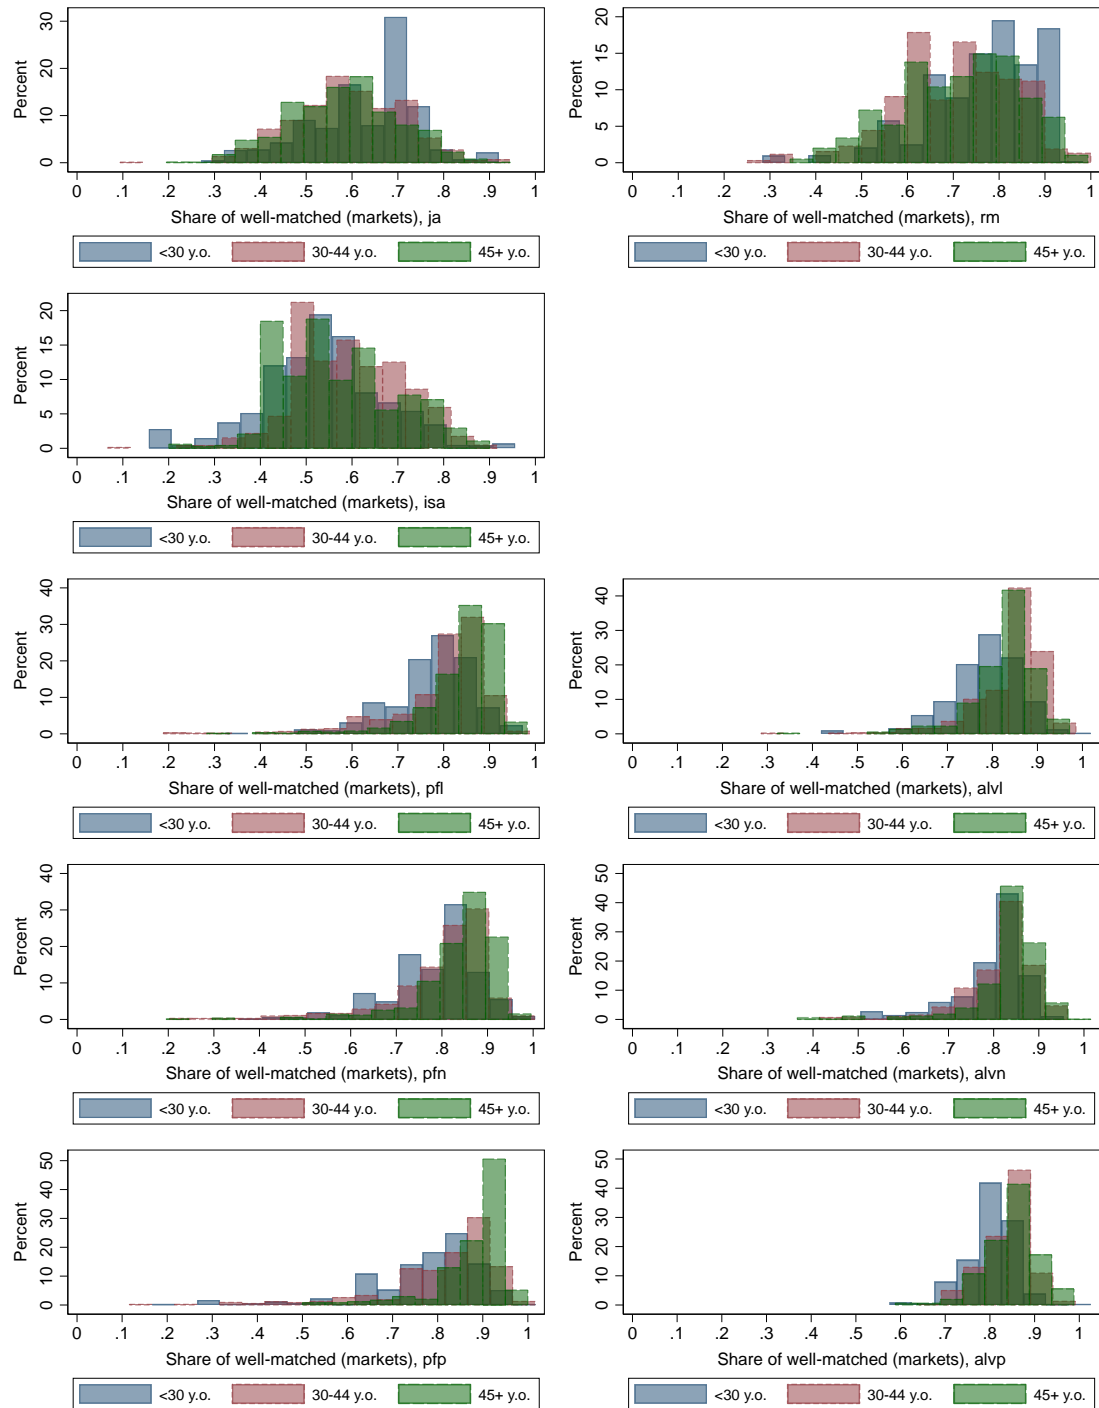 Percent
30
20
10
0
0 .1 .2 .3 .4 .5 .6 .7 .8 .9 1
Share of well-matched (markets), ja
<30 y.o. 30-44 y.o. 45+ y.o.
Percent
20
15
10
5
0
0 .1 .2 .3 .4 .5 .6 .7 .8 .9 1
Share of well-matched (markets), rm
<30 y.o. 30-44 y.o. 45+ y.o.
Percent
20
15
10
5
0
0 .1 .2 .3 .4 .5 .6 .7 .8 .9 1
Share of well-matched (markets), isa
<30 y.o. 30-44 y.o. 45+ y.o.
Percent
40
30
20
10
0
0 .1 .2 .3 .4 .5 .6 .7 .8 .9 1
Share of well-matched (markets), pfl
<30 y.o. 30-44 y.o. 45+ y.o.
Percent
40
30
20
10
0
0 .1 .2 .3 .4 .5 .6 .7 .8 .9 1
Share of well-matched (markets), alvl
<30 y.o. 30-44 y.o. 45+ y.o.
Percent
40
30
20
10
0
0 .1 .2 .3 .4 .5 .6 .7 .8 .9 1
Share of well-matched (markets), pfn
<30 y.o. 30-44 y.o. 45+ y.o.
Percent
50
40
30
20
10
0
0 .1 .2 .3 .4 .5 .6 .7 .8 .9 1
Share of well-matched (markets), alvn
<30 y.o. 30-44 y.o. 45+ y.o.
Percent
50
40
30
20
10
0
0 .1 .2 .3 .4 .5 .6 .7 .8 .9 1
Share of well-matched (markets), pfp
<30 y.o. 30-44 y.o. 45+ y.o.
Percent
50
40
30
20
10
0
0 .1 .2 .3 .4 .5 .6 .7 .8 .9 1
Share of well-matched (markets), alvp
<30 y.o. 30-44 y.o. 45+ y.o.